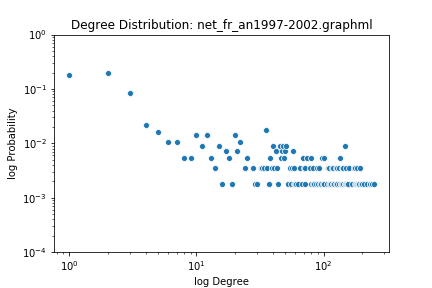 Degree Distribution: net_fr_an1997-2002.graphml
10⁰
10⁻¹
10⁻²
10⁻³
10⁻⁴
log Probability
10⁰ 10¹ 10²
log Degree